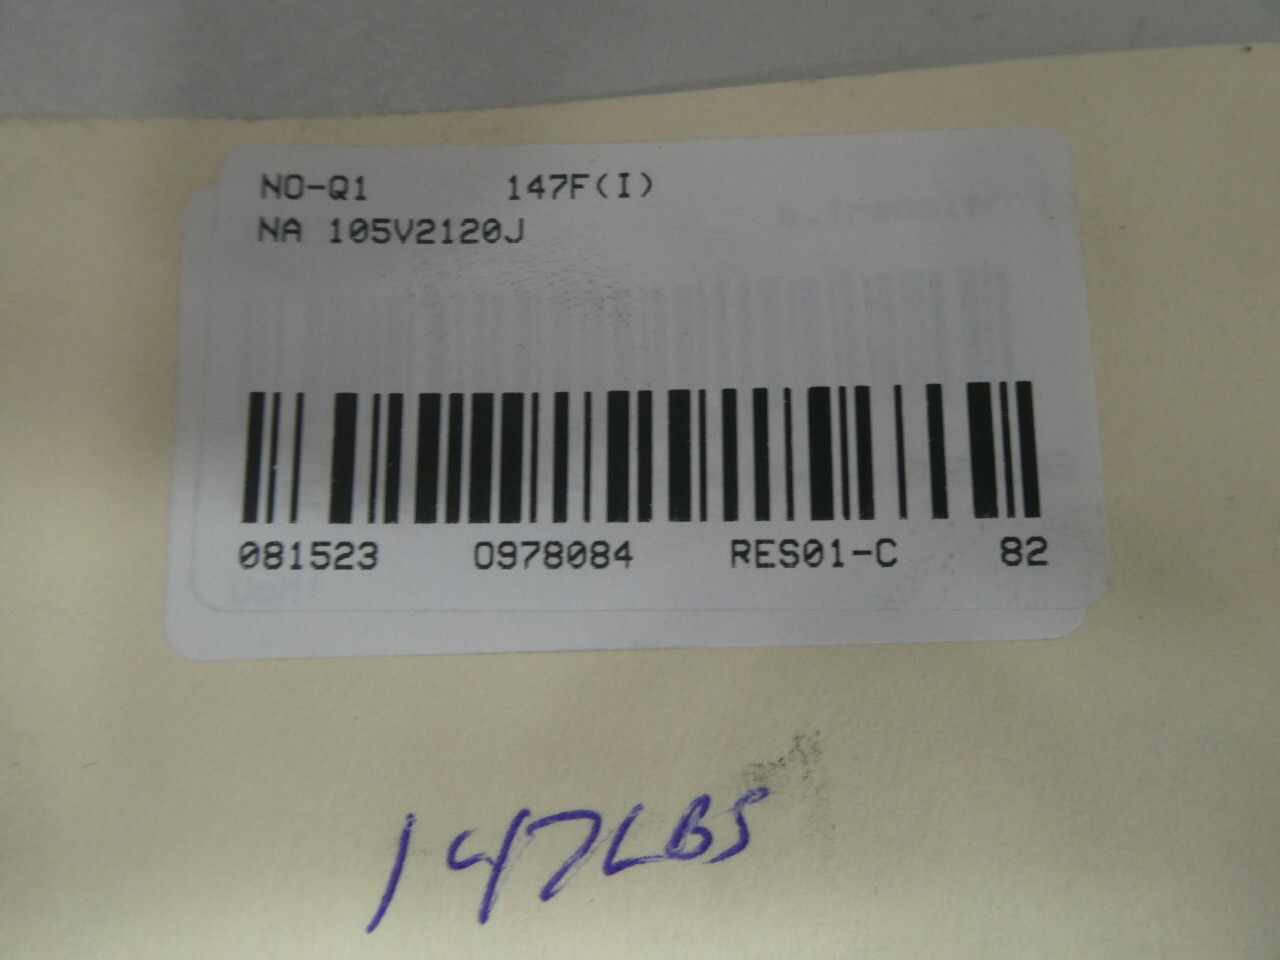 NO-Q1 147F(I)
NA 105V2120J
081523 0978084 RES01-C 82
147LBS